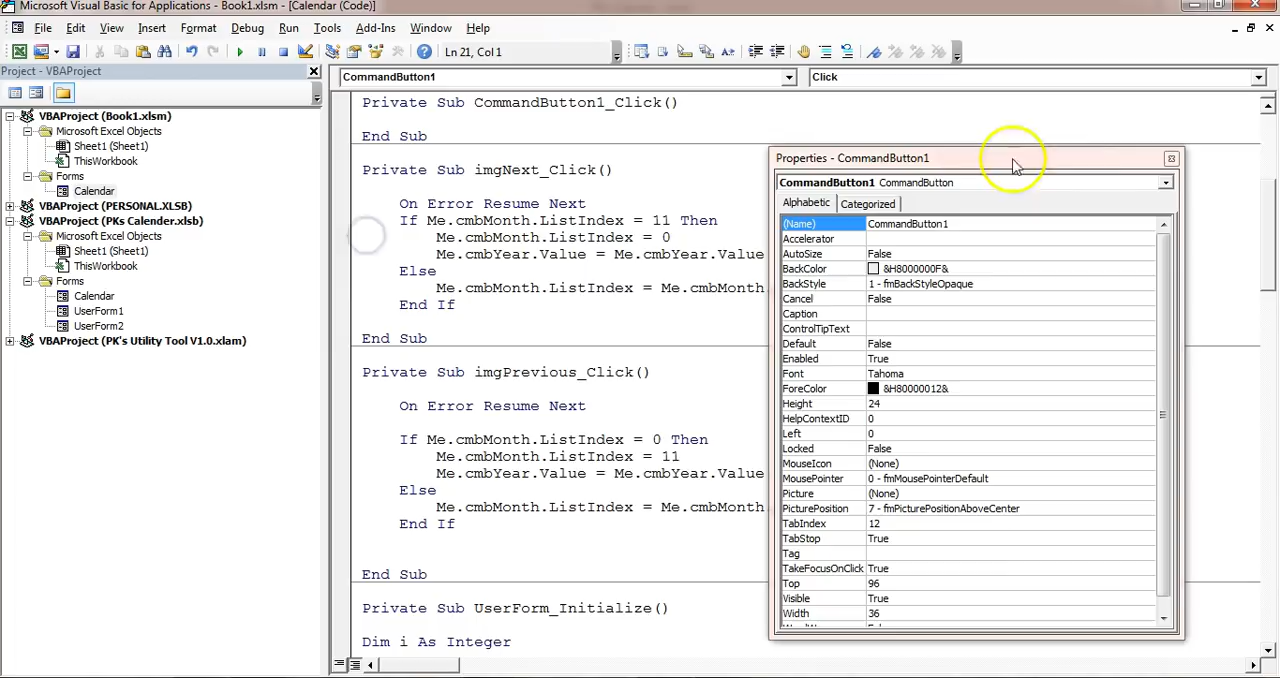 Microsoft Visual Basic for Applications - Book1.xlsm - [Calendar (Code)]
File Edit View Insert Format Debug Run Tools Add-Ins Window Help
Ln 21, Col 1
Project - VBAProject
CommandButton1 Click
VBAProject (Book1.xlsm)
Microsoft Excel Objects
Sheet1 (Sheet1)
ThisWorkbook
Forms
Calendar
VBAProject (PERSONAL.XLSB)
VBAProject (PKs Calender.xlsb)
Microsoft Excel Objects
Sheet1 (Sheet1)
ThisWorkbook
Forms
Calendar
UserForm1
UserForm2
VBAProject (PK's Utility Tool V1.0.xlam)
Private Sub CommandButton1_Click()
End Sub
Private Sub imgNext_Click()
On Error Resume Next
If Me.cmbMonth.ListIndex = 11 Then
Me.cmbMonth.ListIndex = 0
Me.cmbYear.Value = Me.cmbYear.Value
Else
Me.cmbMonth.ListIndex = Me.cmbMonth.
End If
End Sub
Private Sub imgPrevious_Click()
On Error Resume Next
If Me.cmbMonth.ListIndex = 0 Then
Me.cmbMonth.ListIndex = 11
Me.cmbYear.Value = Me.cmbYear.Value
Else
Me.cmbMonth.ListIndex = Me.cmbMonth.
End If
End Sub
Private Sub UserForm_Initialize()
Dim i As Integer
Properties - CommandButton1
CommandButton1 CommandButton
Alphabetic Categorized
(Name) CommandButton1
Accelerator
AutoSize False
BackColor &H8000000F&
BackStyle 1 - fmBackStyleOpaque
Cancel False
Caption
ControlTipText
Default False
Enabled True
Font Tahoma
ForeColor &H80000012&
Height 24
HelpContextID 0
Left 0
Locked False
MouseIcon (None)
MousePointer 0 - fmMousePointerDefault
Picture (None)
PicturePosition 7 - fmPicturePositionAboveCenter
TabIndex 12
TabStop True
Tag
TakeFocusOnClick True
Top 96
Visible True
Width 36